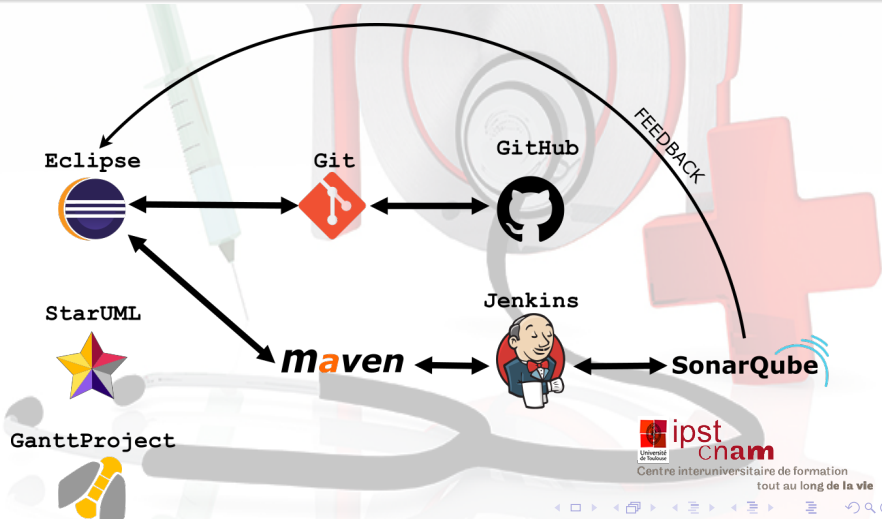 FEEDBACK
Eclipse
Git
GitHub
StarUML
Jenkins
maven
SonarQube
GanttProject
ipst
cnam
Université
de Toulouse
Centre interuniversitaire de formation
tout au long de la vie